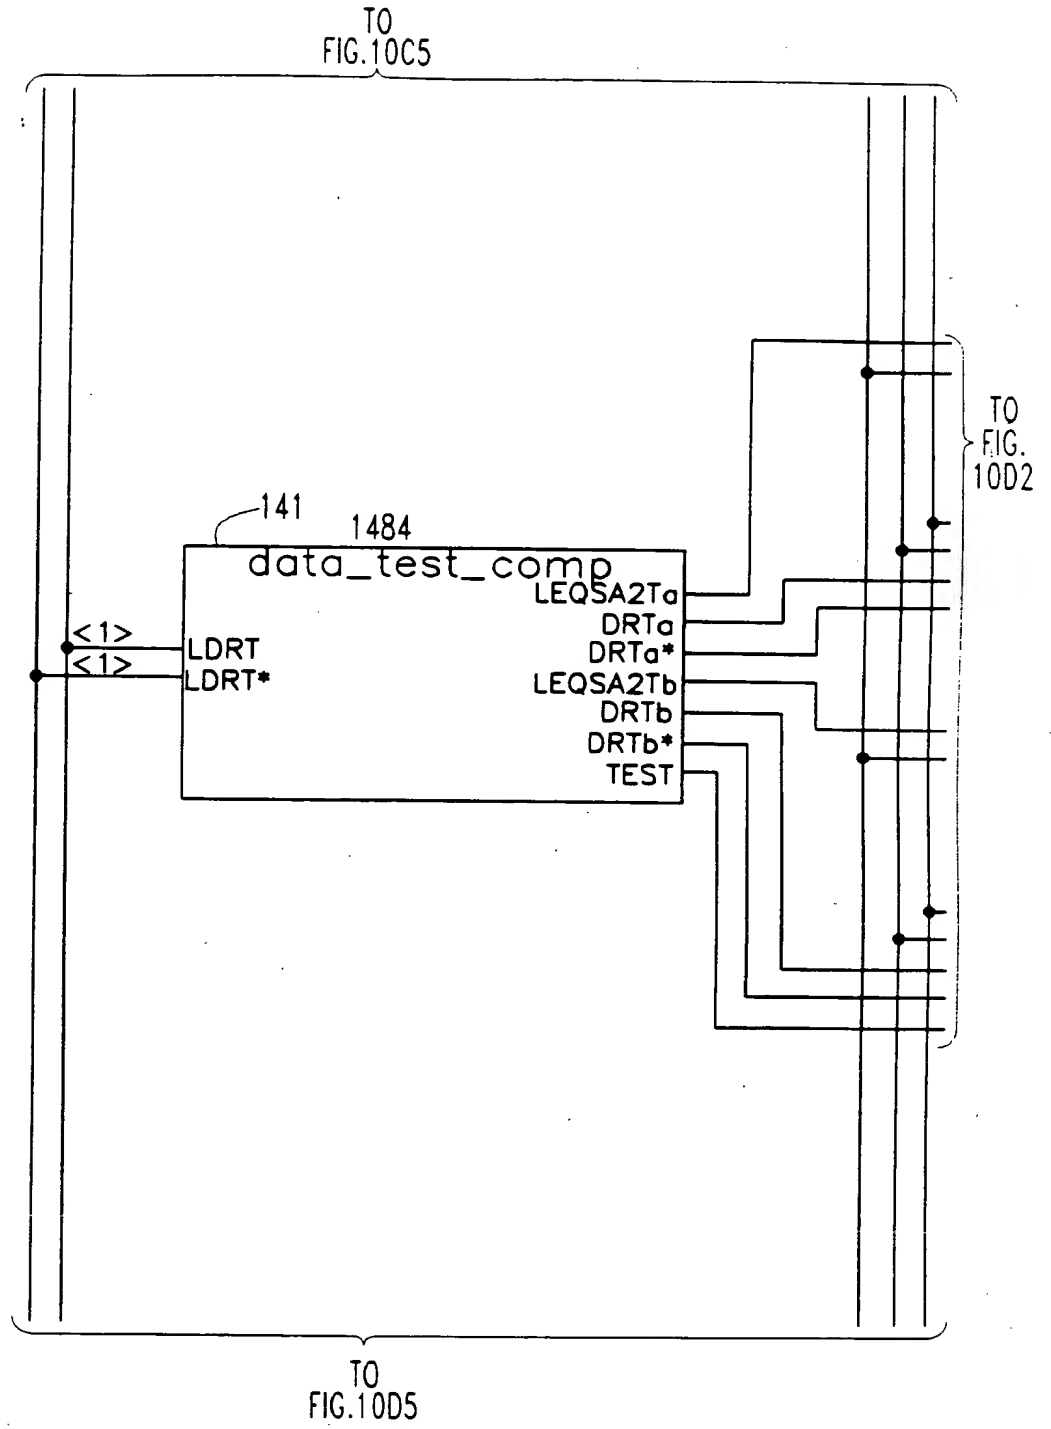 TO
FIG.10C5
TO
FIG.
10D2
141
1484
data_test_comp
LEQSA2Ta
DRTa
<1>
LDRT
DRTa*
<1>
LDRT*
LEQSA2Tb
DRTb
DRTb*
TEST
TO
FIG.10D5